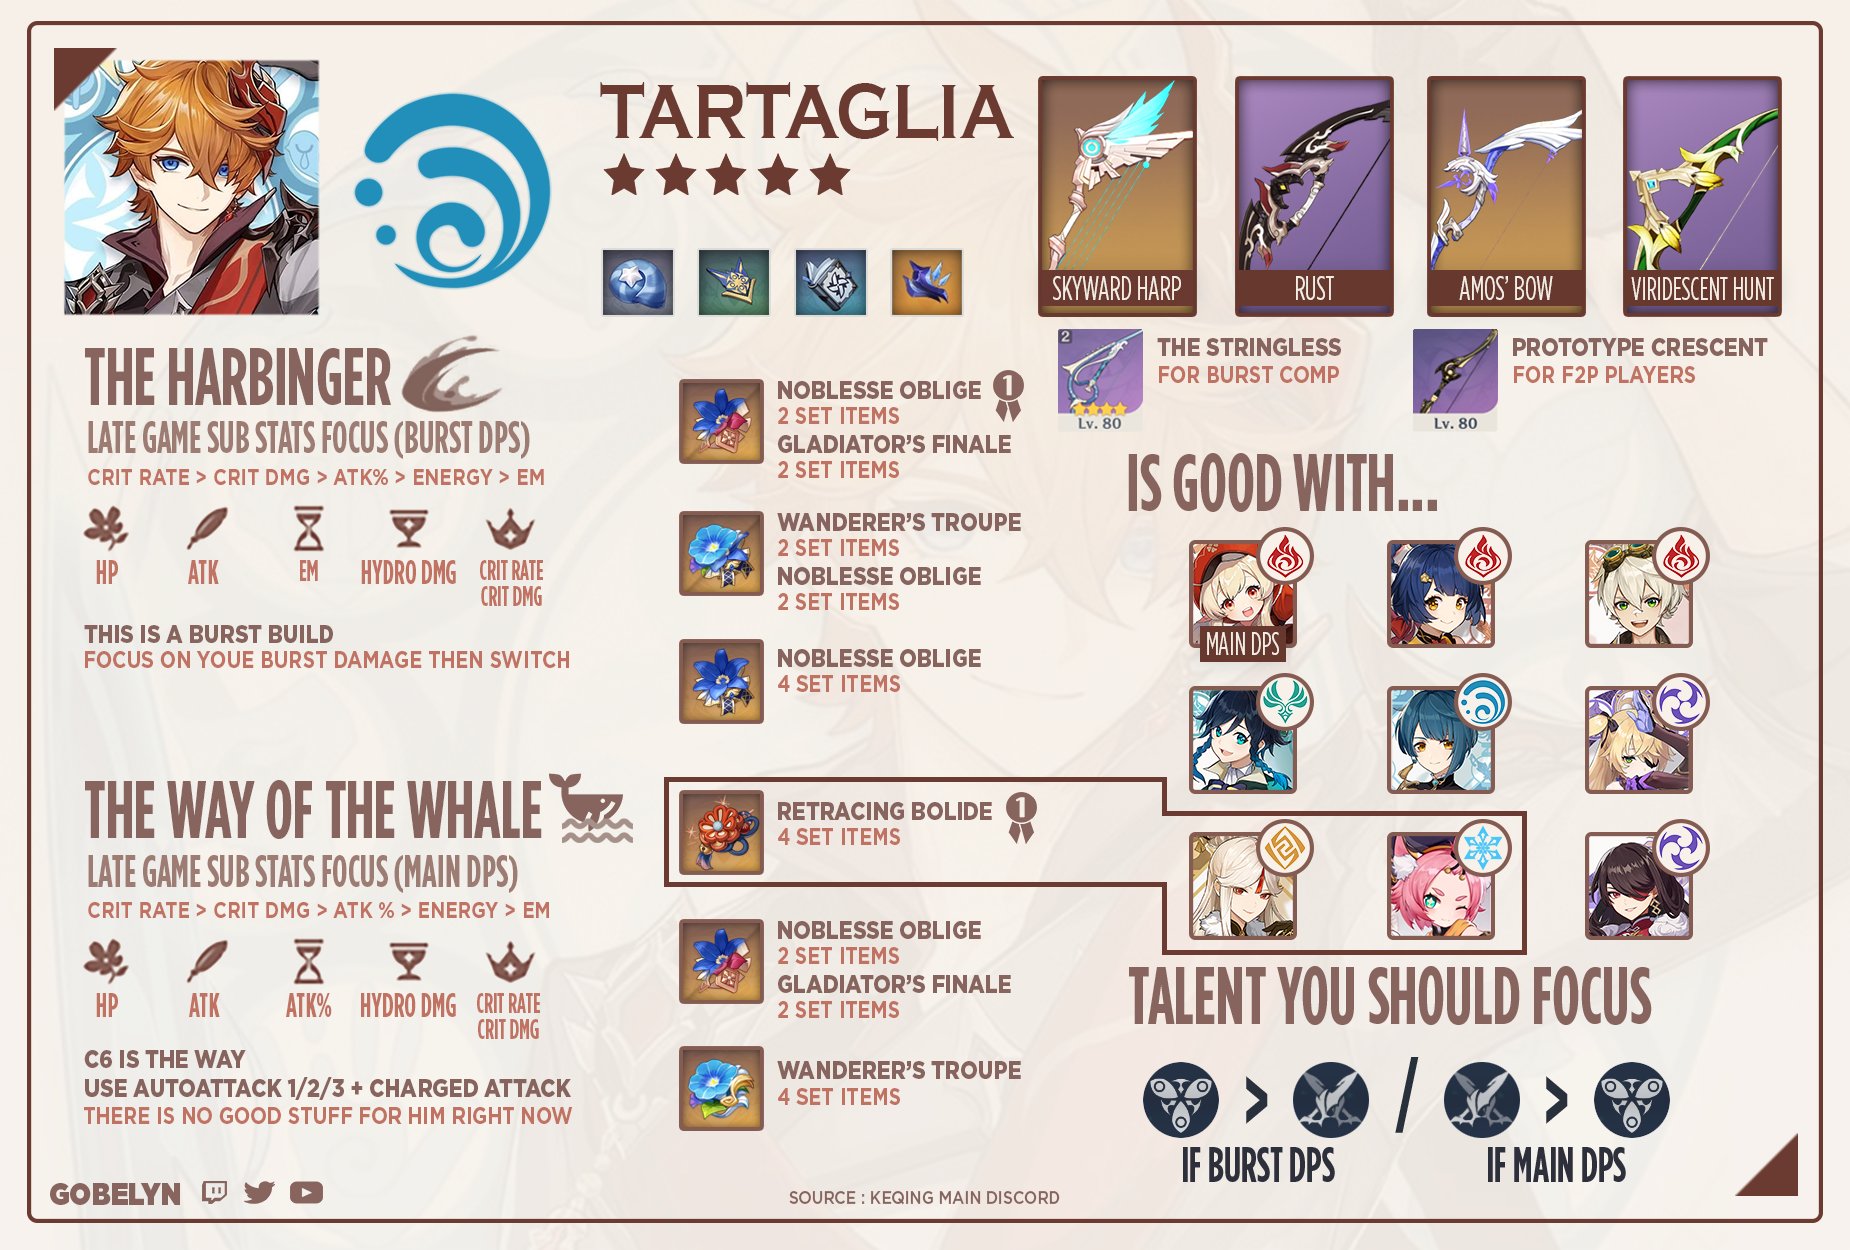 TARTAGLIA
SKYWARD HARP
RUST
AMOS' BOW
VIRIDESCENT HUNT
2
Lv. 80
THE STRINGLESS
FOR BURST COMP
Lv. 80
PROTOTYPE CRESCENT
FOR F2P PLAYERS
THE HARBINGER
LATE GAME SUB STATS FOCUS (BURST DPS)
CRIT RATE > CRIT DMG > ATK% > ENERGY > EM
HP
ATK
EM
HYDRO DMG
CRIT RATE
CRIT DMG
THIS IS A BURST BUILD
FOCUS ON YOUE BURST DAMAGE THEN SWITCH
NOBLESSE OBLIGE 1
2 SET ITEMS
GLADIATOR'S FINALE
2 SET ITEMS
WANDERER'S TROUPE
2 SET ITEMS
NOBLESSE OBLIGE
2 SET ITEMS
NOBLESSE OBLIGE
4 SET ITEMS
THE WAY OF THE WHALE
LATE GAME SUB STATS FOCUS (MAIN DPS)
CRIT RATE > CRIT DMG > ATK % > ENERGY > EM
HP
ATK
ATK%
HYDRO DMG
CRIT RATE
CRIT DMG
C6 IS THE WAY
USE AUTOATTACK 1/2/3 + CHARGED ATTACK
THERE IS NO GOOD STUFF FOR HIM RIGHT NOW
RETRACING BOLIDE 1
4 SET ITEMS
NOBLESSE OBLIGE
2 SET ITEMS
GLADIATOR'S FINALE
2 SET ITEMS
WANDERER'S TROUPE
4 SET ITEMS
IS GOOD WITH...
MAIN DPS
TALENT YOU SHOULD FOCUS
> / >
IF BURST DPS
IF MAIN DPS
GOBELYN
SOURCE : KEQING MAIN DISCORD